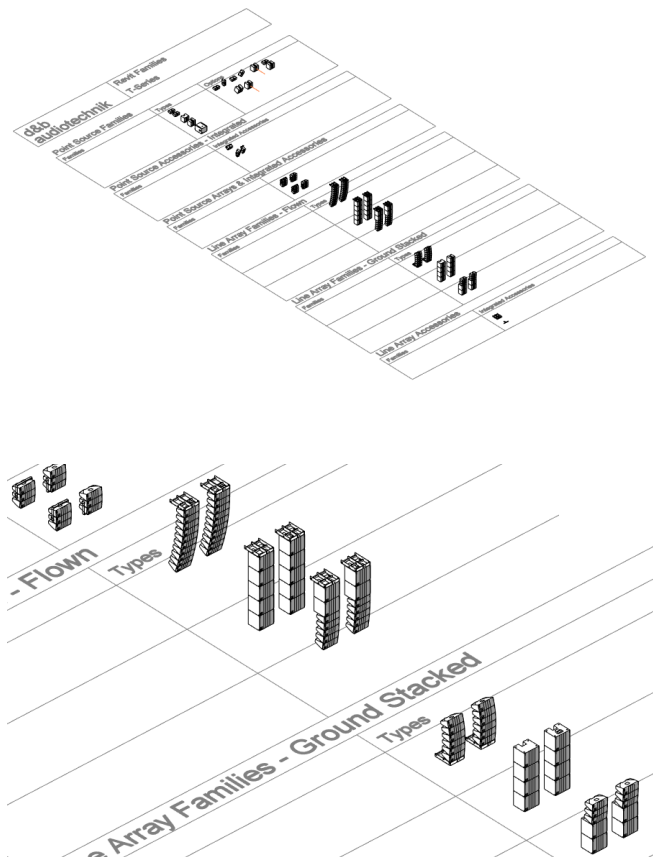 d&b
audiotechnik
Revit Families
T-Series
Point Source Families
Families
Types
Options
Point Source Accessories - Integrated
Families
Integrated Accessories
Point Source Arrays & Integrated Accessories
Families
Line Array Families - Flown
Families
Types
Line Array Families - Ground Stacked
Families
Types
Line Array Accessories
Families
Integrated Accessories
- Flown
Types
e Array Families - Ground Stacked
Types